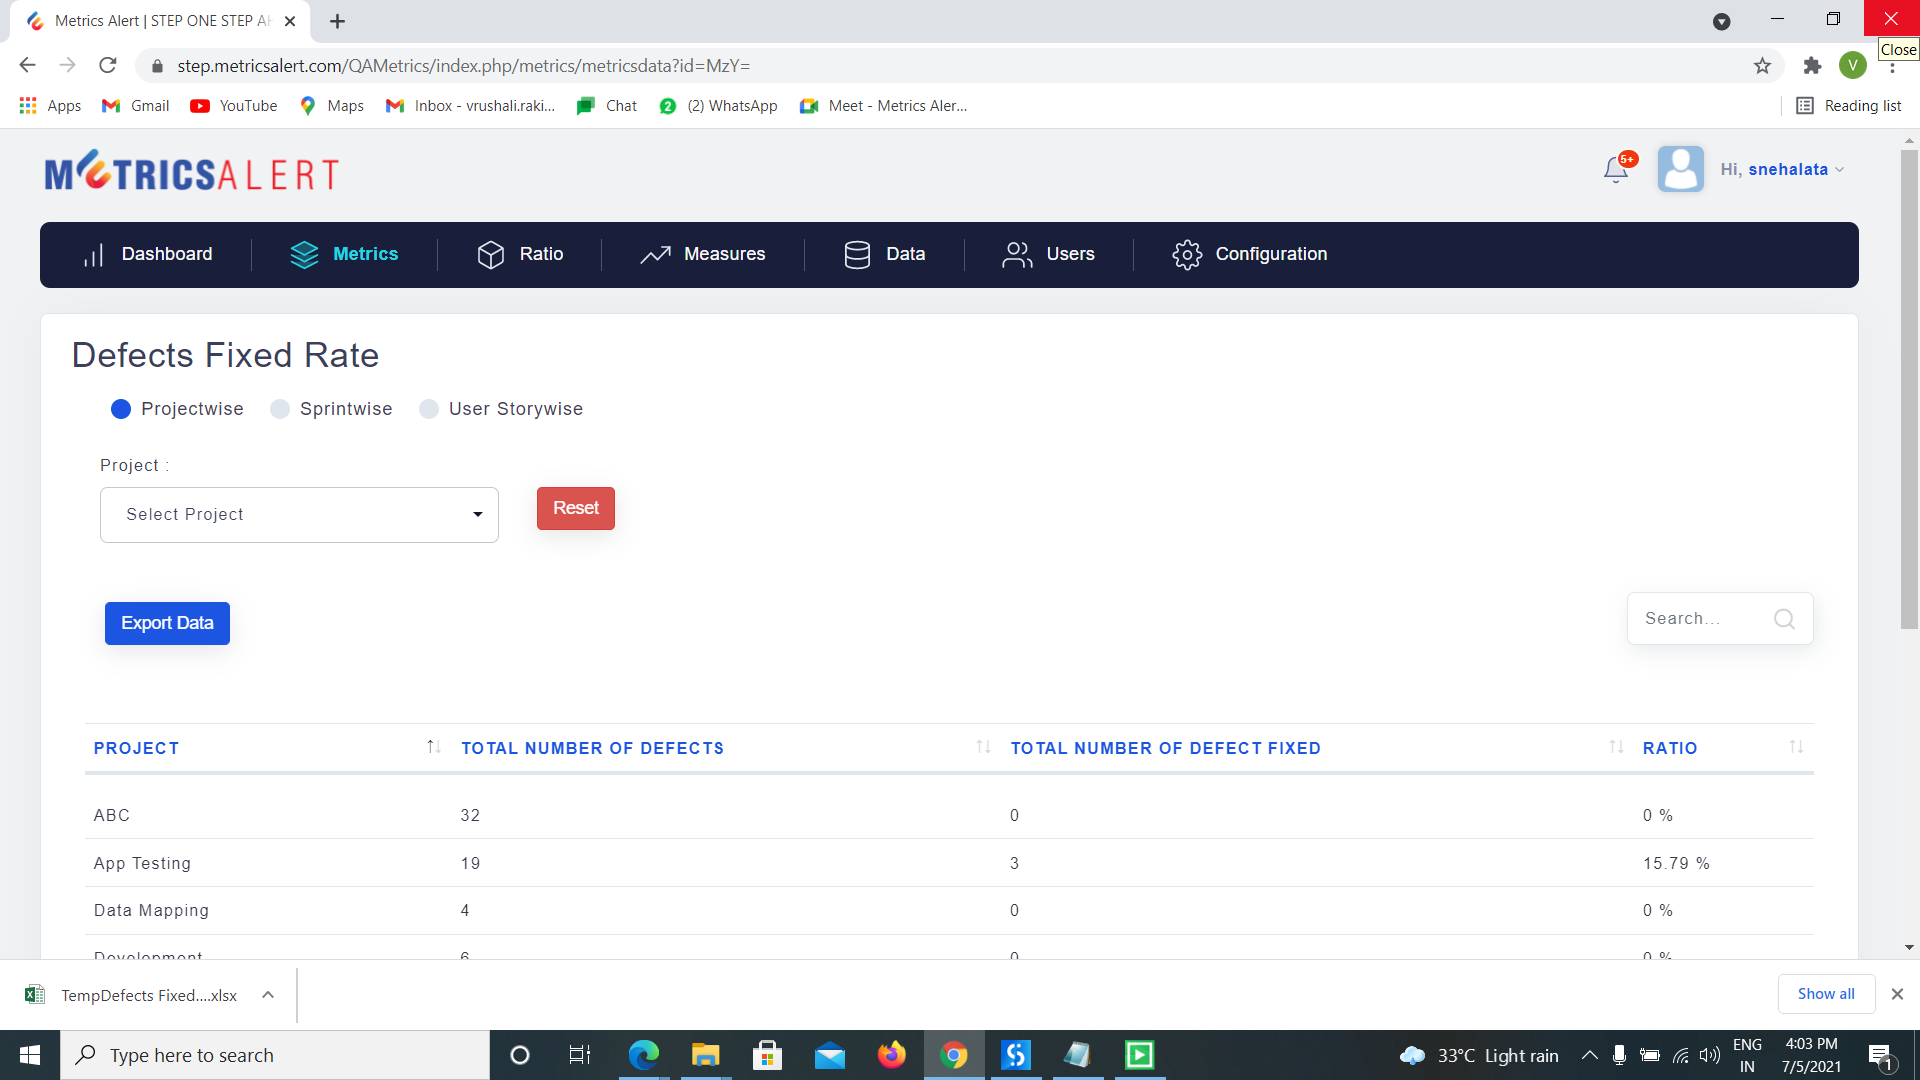 Metrics Alert | STEP ONE STEP AH
Close
step.metricsalert.com/QAMetrics/index.php/metrics/metricsdata?id=MzY=
V
Apps
Gmail
YouTube
Maps
Inbox - vrushali.raki...
Chat
2
(2) WhatsApp
Meet - Metrics Aler...
Reading list
METRICSALERT
5+
Hi, snehalata
Dashboard
Metrics
Ratio
Measures
Data
Users
Configuration
Defects Fixed Rate
Projectwise
Sprintwise
User Storywise
Project :
Select Project
Reset
Export Data
Search...
PROJECT
TOTAL NUMBER OF DEFECTS
TOTAL NUMBER OF DEFECT FIXED
RATIO
ABC 32 0 0 %
App Testing 19 3 15.79 %
Data Mapping 4 0 0 %
Development 6 0 0 %
TempDefects Fixed....xlsx
Show all
Type here to search
33°C Light rain
ENG
IN
4:03 PM
7/5/2021
1